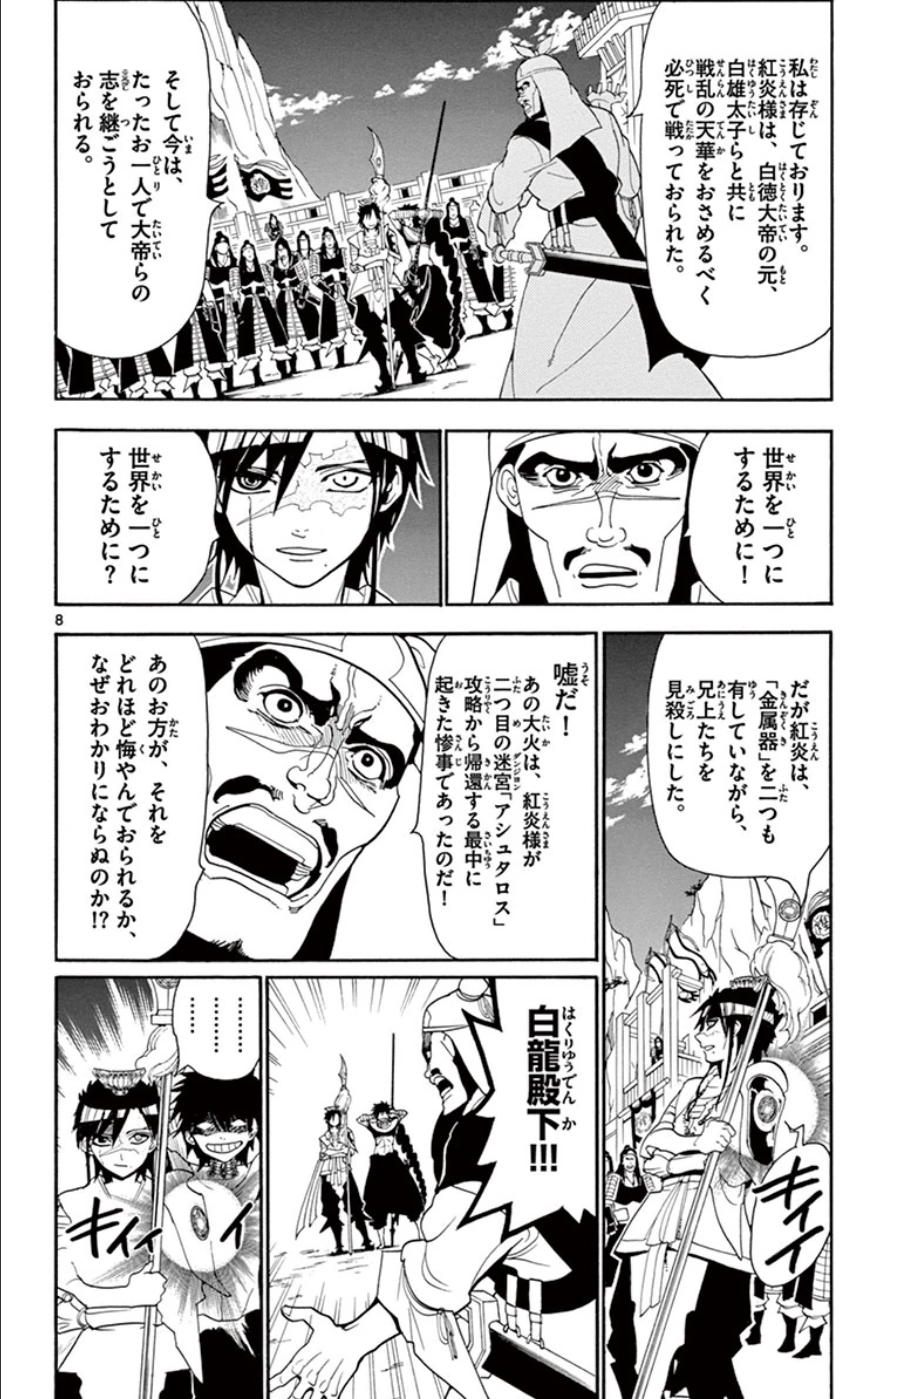 私は存じております。
紅炎様は、白徳大帝の元、
白雄太子らと共に
戦乱の天華をおさめるべく
必死で戦っておられた。
そして今は、
たったお一人で大帝らの
志を継ごうとして
おられる。
世界を一つに
するために！
世界を一つに
するために？
8
だが紅炎は、
「金属器」を二つも
有していながら、
兄上たちを
見殺しにした。
キィイイ
嘘だ！
あの大火は、紅炎様が
二つ目の迷宮「アシュタロス」
攻略から帰還する最中に
起きた惨事であったのだ！
あのお方が、それを
どれほど悔やんでおられるか、
なぜおわかりにならぬのか!?
白龍殿下!!!
…………
キィイィ